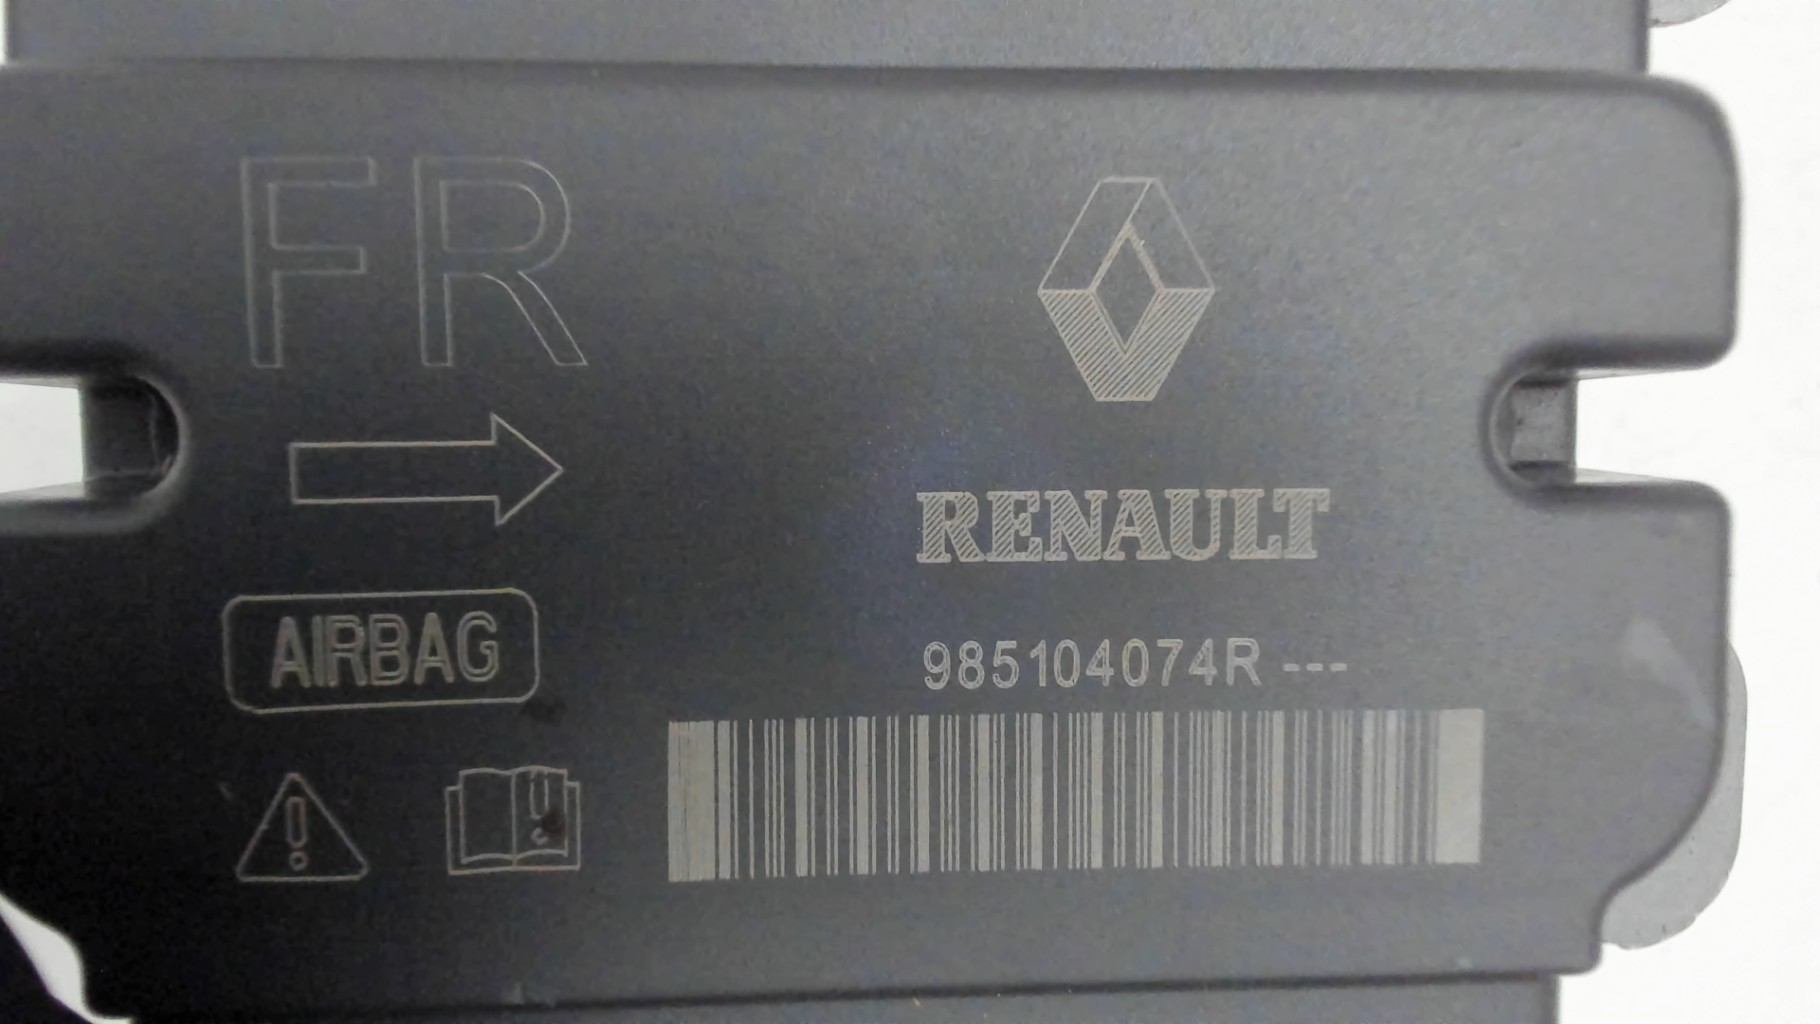 FR
RENAULT
AIRBAG
985104074R ---